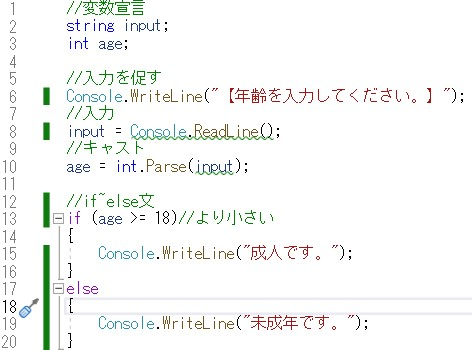 1 //変数宣言
2 string input;
3 int age;
4
5 //入力を促す
6 Console.WriteLine("【年齢を入力してください。】");
7 //入力
8 input = Console.ReadLine();
9 //キャスト
10 age = int.Parse(input);
11
12 //if~else文
13 if (age >= 18)//より小さい
14 {
15 Console.WriteLine("成人です。");
16 }
17 else
18 {
19 Console.WriteLine("未成年です。");
20 }